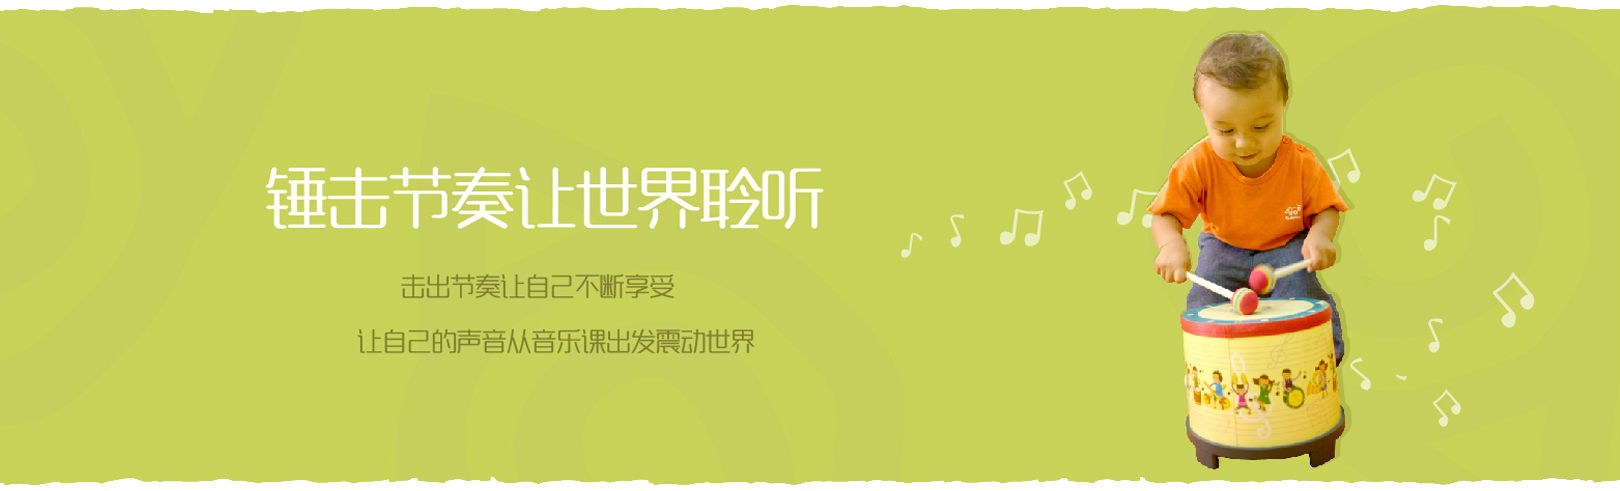 锤击节奏让世界聆听
击出节奏让自己不断享受
让自己的声音从音乐课出发震动世界